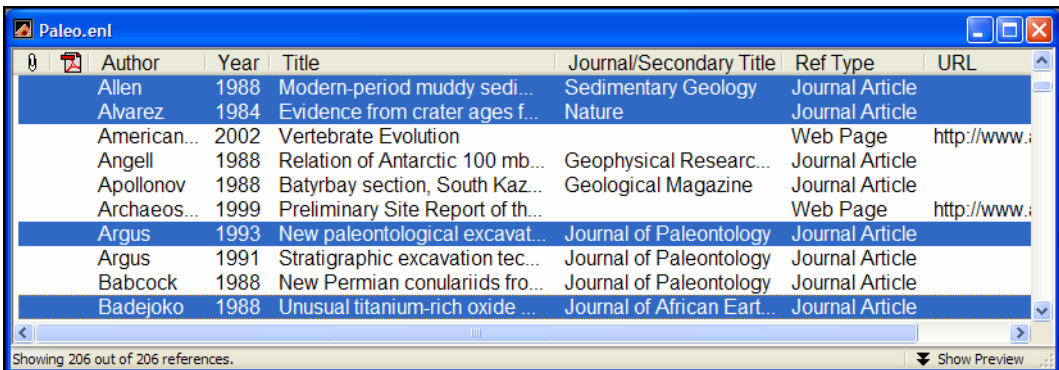 Paleo.enl
Author Year Title Journal/Secondary Title Ref Type URL
Allen 1988 Modern-period muddy sedi... Sedimentary Geology Journal Article
Alvarez 1984 Evidence from crater ages f... Nature Journal Article
American... 2002 Vertebrate Evolution Web Page http://www.
Angell 1988 Relation of Antarctic 100 mb... Geophysical Researc... Journal Article
Apollonov 1988 Batyrbay section, South Kaz... Geological Magazine Journal Article
Archaeos... 1999 Preliminary Site Report of th... Web Page http://www.
Argus 1993 New paleontological excavat... Journal of Paleontology Journal Article
Argus 1991 Stratigraphic excavation tec... Journal of Paleontology Journal Article
Babcock 1988 New Permian conulariids fro... Journal of Paleontology Journal Article
Badejoko 1988 Unusual titanium-rich oxide ... Journal of African Eart... Journal Article
Showing 206 out of 206 references. Show Preview